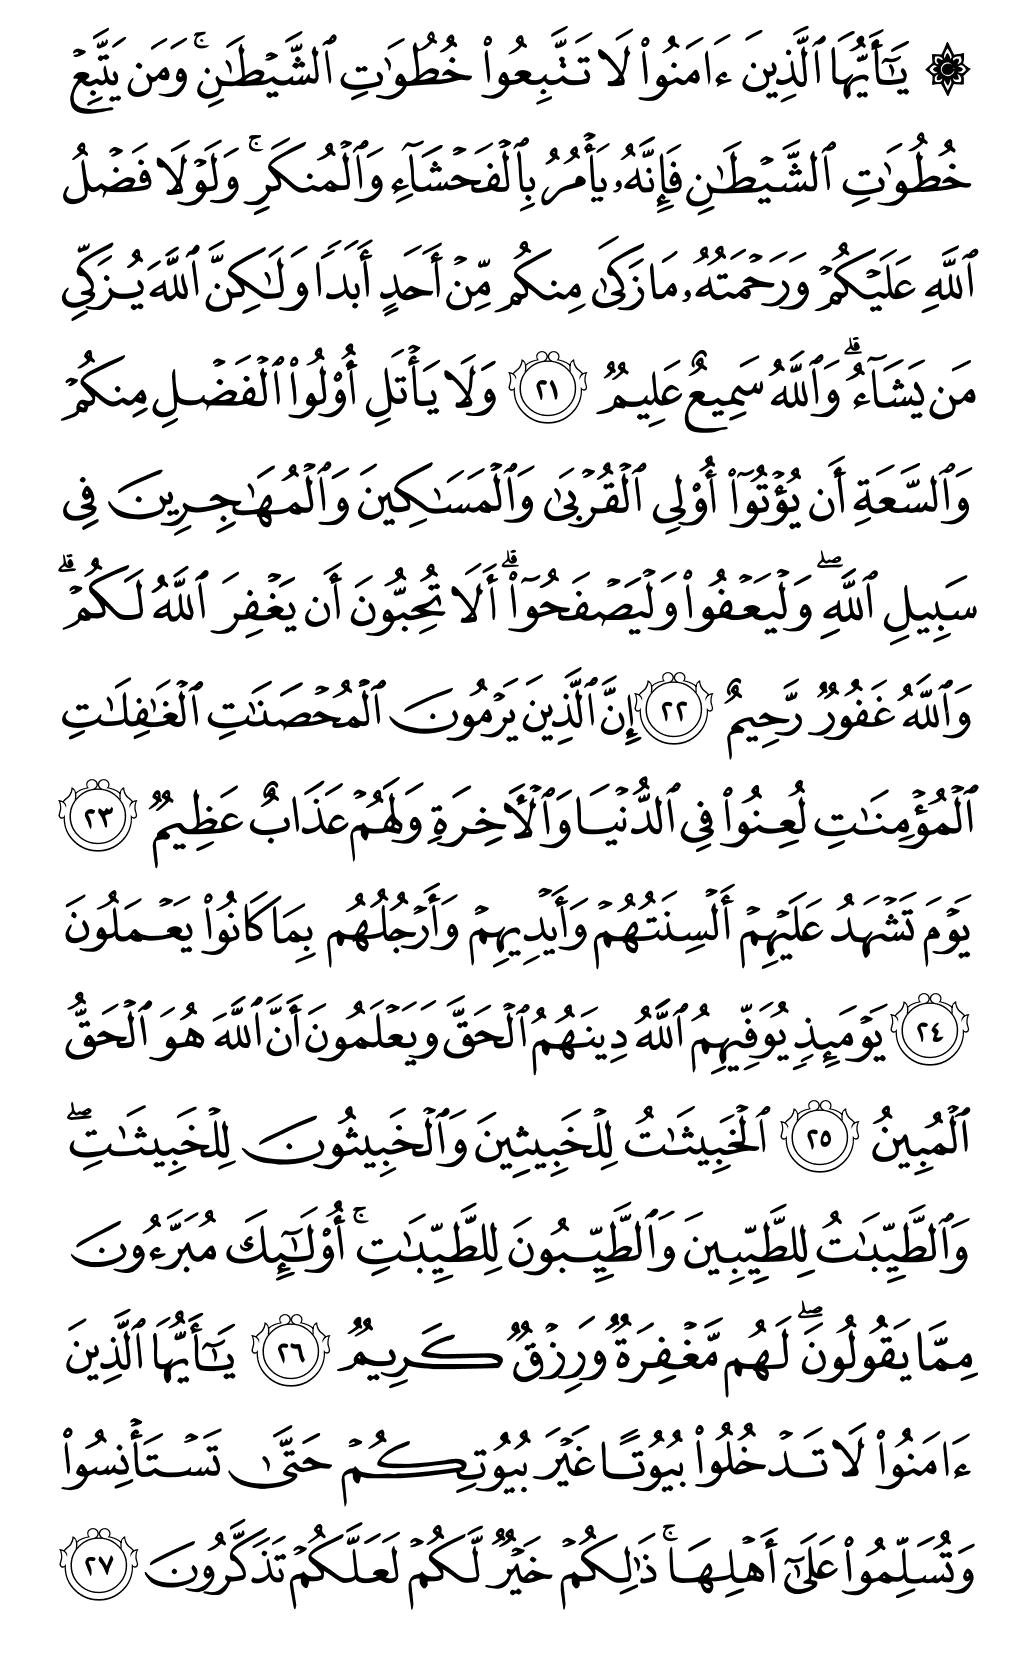 ۞ يَـٰٓأَيُّهَا ٱلَّذِينَ ءَامَنُوا۟ لَا تَتَّبِعُوا۟ خُطُوَٰتِ ٱلشَّيْطَـٰنِ ۚ وَمَن يَتَّبِعْ
خُطُوَٰتِ ٱلشَّيْطَـٰنِ فَإِنَّهُۥ يَأْمُرُ بِٱلْفَحْشَآءِ وَٱلْمُنكَرِ ۚ وَلَوْلَا فَضْلُ
ٱللَّهِ عَلَيْكُمْ وَرَحْمَتُهُۥ مَا زَكَىٰ مِنكُم مِّنْ أَحَدٍ أَبَدًا وَلَـٰكِنَّ ٱللَّهَ يُزَكِّى
مَن يَشَآءُ ۗ وَٱللَّهُ سَمِيعٌ عَلِيمٌ ٢١ وَلَا يَأْتَلِ أُو۟لُوا۟ ٱلْفَضْلِ مِنكُمْ
وَٱلسَّعَةِ أَن يُؤْتُوٓا۟ أُو۟لِى ٱلْقُرْبَىٰ وَٱلْمَسَـٰكِينَ وَٱلْمُهَـٰجِرِينَ فِى
سَبِيلِ ٱللَّهِ ۖ وَلْيَعْفُوا۟ وَلْيَصْفَحُوٓا۟ ۗ أَلَا تُحِبُّونَ أَن يَغْفِرَ ٱللَّهُ لَكُمْ ۗ
وَٱللَّهُ غَفُورٌ رَّحِيمٌ ٢٢ إِنَّ ٱلَّذِينَ يَرْمُونَ ٱلْمُحْصَنَـٰتِ ٱلْغَـٰفِلَـٰتِ
ٱلْمُؤْمِنَـٰتِ لُعِنُوا۟ فِى ٱلدُّنْيَا وَٱلْـَٔاخِرَةِ وَلَهُمْ عَذَابٌ عَظِيمٌ ٢٣
يَوْمَ تَشْهَدُ عَلَيْهِمْ أَلْسِنَتُهُمْ وَأَيْدِيهِمْ وَأَرْجُلُهُم بِمَا كَانُوا۟ يَعْمَلُونَ
٢٤ يَوْمَئِذٍ يُوَفِّيهِمُ ٱللَّهُ دِينَهُمُ ٱلْحَقَّ وَيَعْلَمُونَ أَنَّ ٱللَّهَ هُوَ ٱلْحَقُّ
ٱلْمُبِينُ ٢٥ ٱلْخَبِيثَـٰتُ لِلْخَبِيثِينَ وَٱلْخَبِيثُونَ لِلْخَبِيثَـٰتِ ۖ
وَٱلطَّيِّبَـٰتُ لِلطَّيِّبِينَ وَٱلطَّيِّبُونَ لِلطَّيِّبَـٰتِ ۚ أُو۟لَـٰٓئِكَ مُبَرَّءُونَ
مِمَّا يَقُولُونَ ۖ لَهُم مَّغْفِرَةٌ وَرِزْقٌ كَرِيمٌ ٢٦ يَـٰٓأَيُّهَا ٱلَّذِينَ
ءَامَنُوا۟ لَا تَدْخُلُوا۟ بُيُوتًا غَيْرَ بُيُوتِكُمْ حَتَّىٰ تَسْتَأْنِسُوا۟
وَتُسَلِّمُوا۟ عَلَىٰٓ أَهْلِهَا ۚ ذَٰلِكُمْ خَيْرٌ لَّكُمْ لَعَلَّكُمْ تَذَكَّرُونَ ٢٧